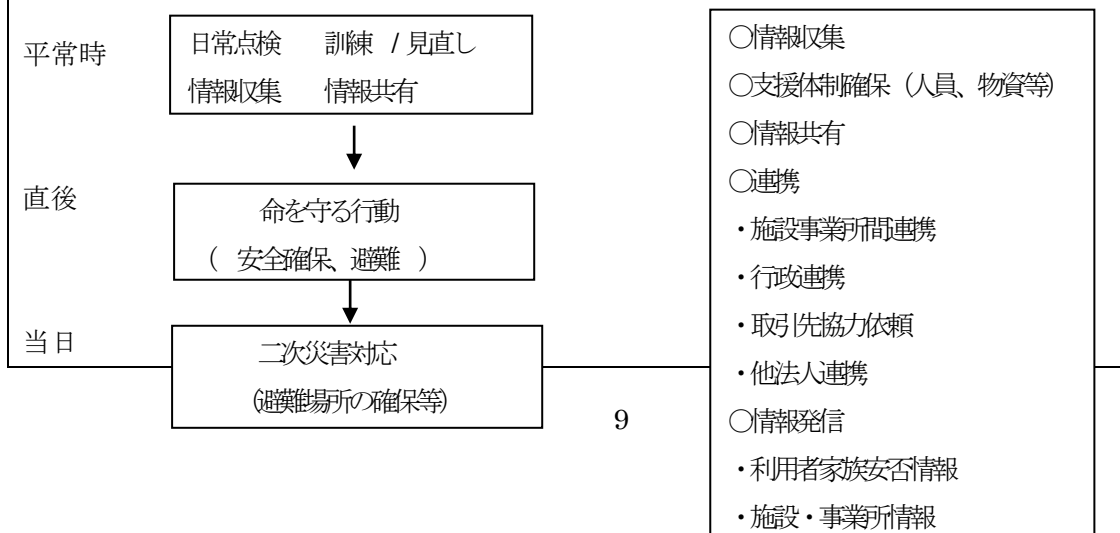 平常時
日常点検　訓練 / 見直し
情報収集　情報共有
直後
命を守る行動
(　安全確保、避難　)
当日
二次災害対応
(避難場所の確保等)
○情報収集
○支援体制確保（人員、物資等）
○情報共有
○連携
・施設事業所間連携
・行政連携
・取引先協力依頼
・他法人連携
○情報発信
・利用者家族安否情報
・施設・事業所情報
9